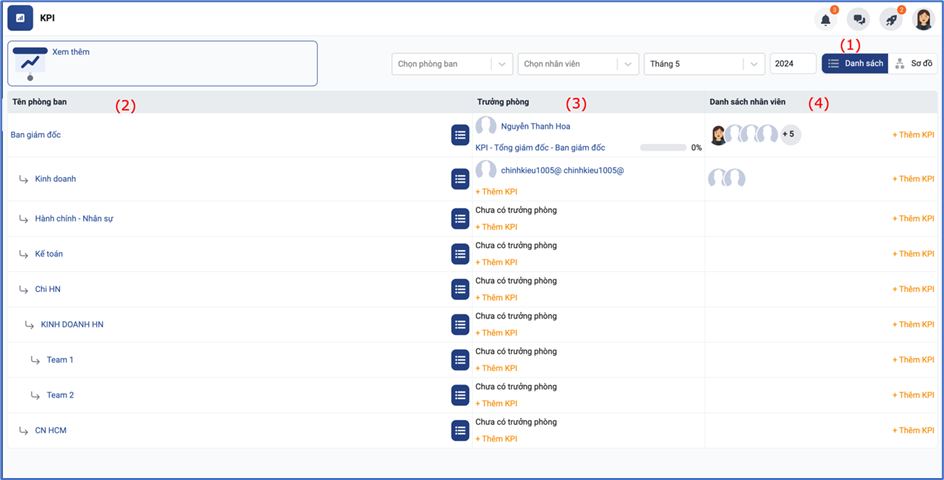 KPI
3
2
Xem thêm
Chọn phòng ban
Chọn nhân viên
Tháng 5
2024
(1)
Danh sách
Sơ đồ
Tên phòng ban
(2)
Trưởng phòng
(3)
Danh sách nhân viên
(4)
Ban giám đốc
Nguyễn Thanh Hoa
KPI - Tổng giám đốc - Ban giám đốc
0%
+ 5
+ Thêm KPI
Kinh doanh
chinhkieu1005@ chinhkieu1005@
+ Thêm KPI
+ Thêm KPI
Hành chính - Nhân sự
Chưa có trưởng phòng
+ Thêm KPI
+ Thêm KPI
Kế toán
Chưa có trưởng phòng
+ Thêm KPI
+ Thêm KPI
Chi HN
Chưa có trưởng phòng
+ Thêm KPI
+ Thêm KPI
KINH DOANH HN
Chưa có trưởng phòng
+ Thêm KPI
+ Thêm KPI
Team 1
Chưa có trưởng phòng
+ Thêm KPI
+ Thêm KPI
Team 2
Chưa có trưởng phòng
+ Thêm KPI
+ Thêm KPI
CN HCM
Chưa có trưởng phòng
+ Thêm KPI
+ Thêm KPI